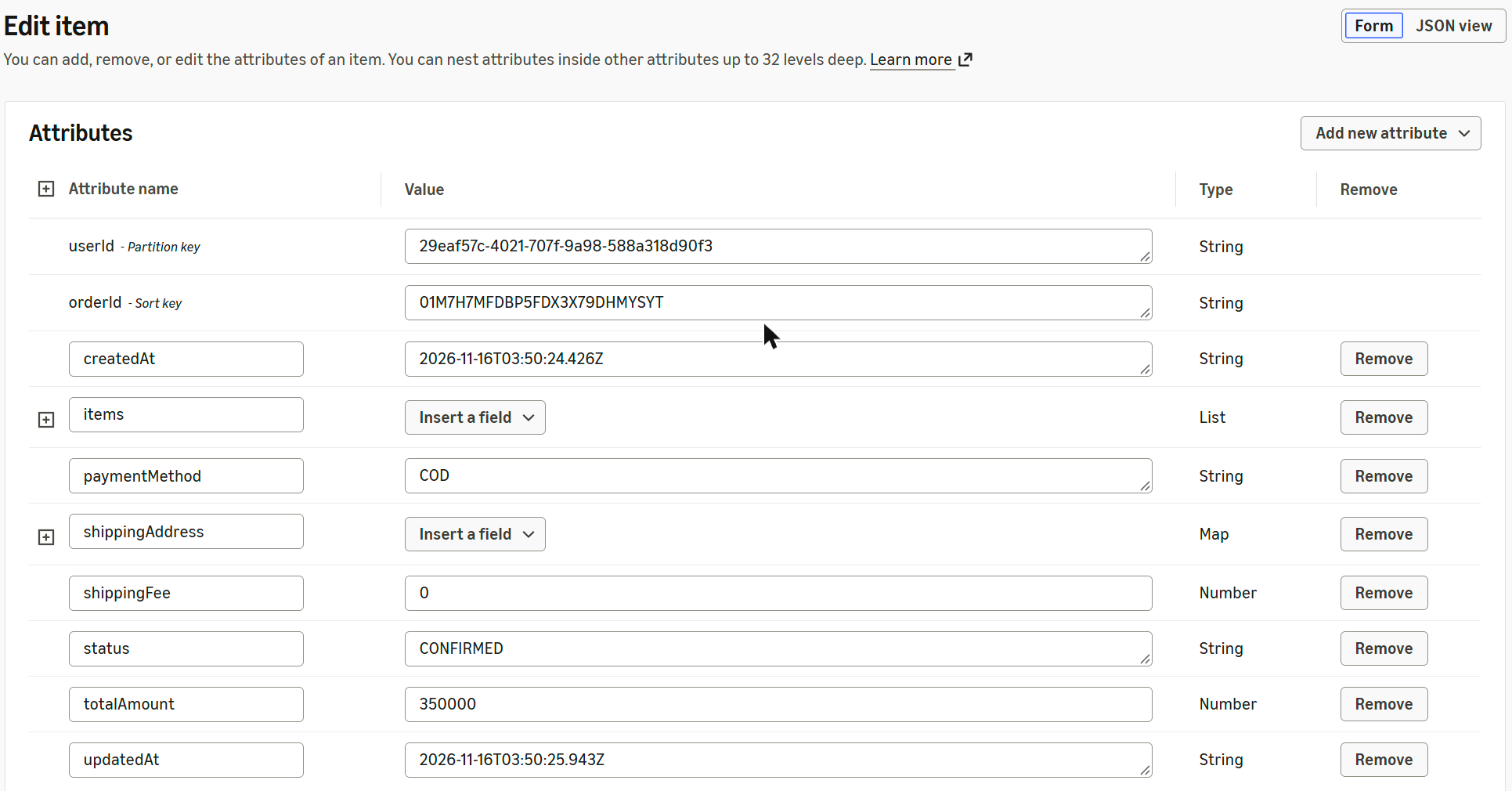 Edit item
Form JSON view
You can add, remove, or edit the attributes of an item. You can nest attributes inside other attributes up to 32 levels deep. Learn more
Attributes
Add new attribute
Attribute name Value Type Remove
userId - Partition key 29eaf57c-4021-707f-9a98-588a318d90f3 String
orderId - Sort key 01M7H7MFDBP5FDX3X79DHMYSYT String
createdAt 2026-11-16T03:50:24.426Z String Remove
items Insert a field List Remove
paymentMethod COD String Remove
shippingAddress Insert a field Map Remove
shippingFee 0 Number Remove
status CONFIRMED String Remove
totalAmount 350000 Number Remove
updatedAt 2026-11-16T03:50:25.943Z String Remove